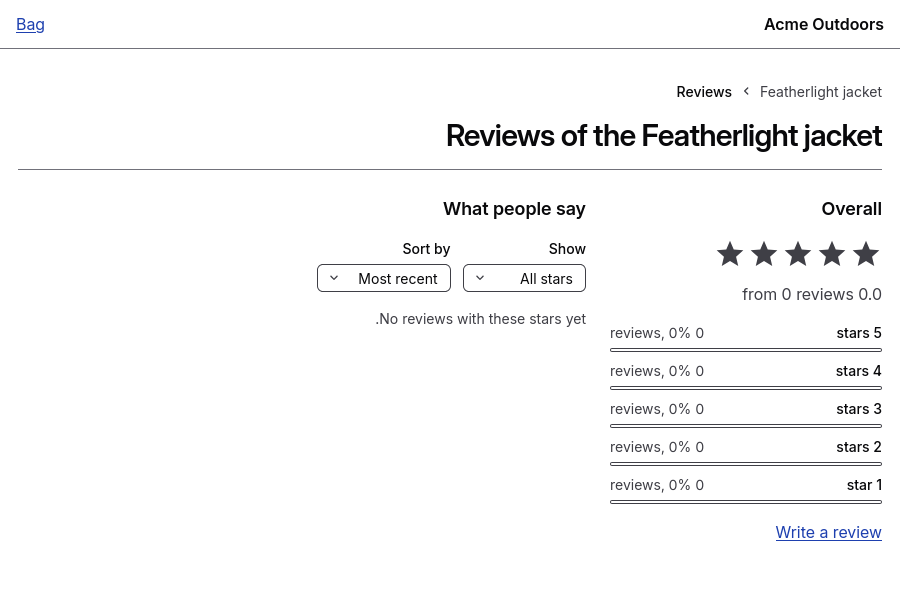 Acme Outdoors
Bag
Reviews ‹ Featherlight jacket
Reviews of the Featherlight jacket
Overall
from 0 reviews 0.0
stars 5
reviews, 0% 0
stars 4
reviews, 0% 0
stars 3
reviews, 0% 0
stars 2
reviews, 0% 0
star 1
reviews, 0% 0
Write a review
What people say
Show
All stars
Sort by
Most recent
.No reviews with these stars yet